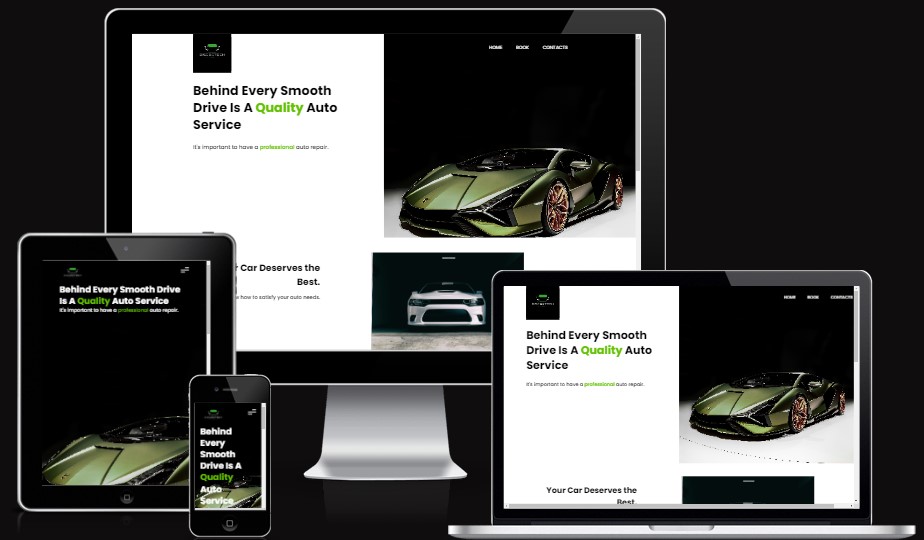 HOME BOOK CONTACTS
Behind Every Smooth
Drive Is A Quality Auto
Service
It's important to have a professional auto repair.
r Car Deserves the
Best.
e how to satisfy your auto needs.
Behind Every Smooth Drive
Is A Quality Auto Service
It's important to have a professional auto repair.
Behind
Every
Smooth
Drive Is A
Quality
Auto
Service
HOME BOOK CONTACTS
Behind Every Smooth
Drive Is A Quality Auto
Service
It's important to have a professional auto repair.
Your Car Deserves the
Best.